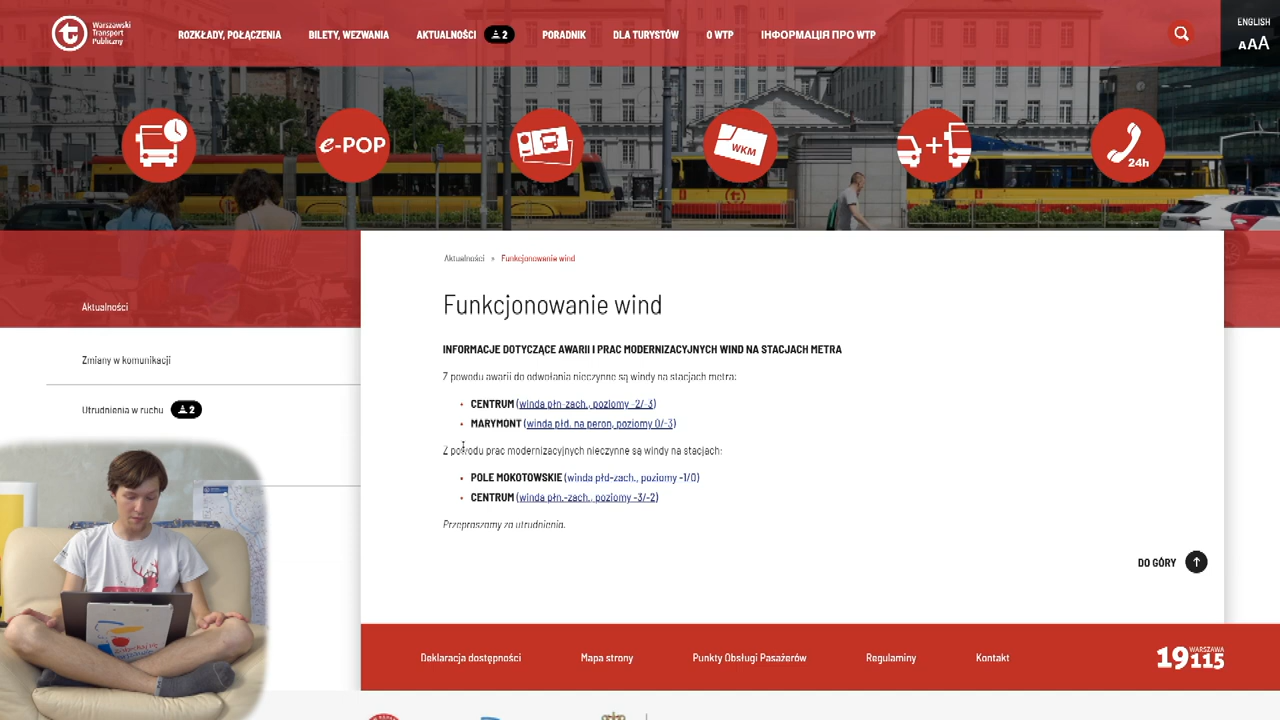 Warszawski
Transport
Publiczny
ROZKŁADY, POŁĄCZENIA
BILETY, WEZWANIA
AKTUALNOŚCI 2
PORADNIK
DLA TURYSTÓW
O WTP
ІНФОРМАЦІЯ ПРО WTP
ENGLISH
AAA
e-POP
WKM
+
24h
Aktualności » Funkcjonowanie wind
Aktualności
Funkcjonowanie wind
INFORMACJE DOTYCZĄCE AWARII I PRAC MODERNIZACYJNYCH WIND NA STACJACH METRA
Zmiany w komunikacji
Z powodu awarii do odwołania nieczynne są windy na stacjach metra:
Utrudnienia w ruchu 2
CENTRUM (winda płn-zach., poziomy -2/-3)
MARYMONT (winda płd. na peron, poziomy 0/-3)
Z powodu prac modernizacyjnych nieczynne są windy na stacjach:
POLE MOKOTOWSKIE (winda płd-zach., poziomy -1/0)
CENTRUM (winda płn.-zach., poziomy -3/-2)
Przepraszamy za utrudnienia.
DO GÓRY
Deklaracja dostępności
Mapa strony
Punkty Obsługi Pasażerów
Regulaminy
Kontakt
19115 WARSZAWA